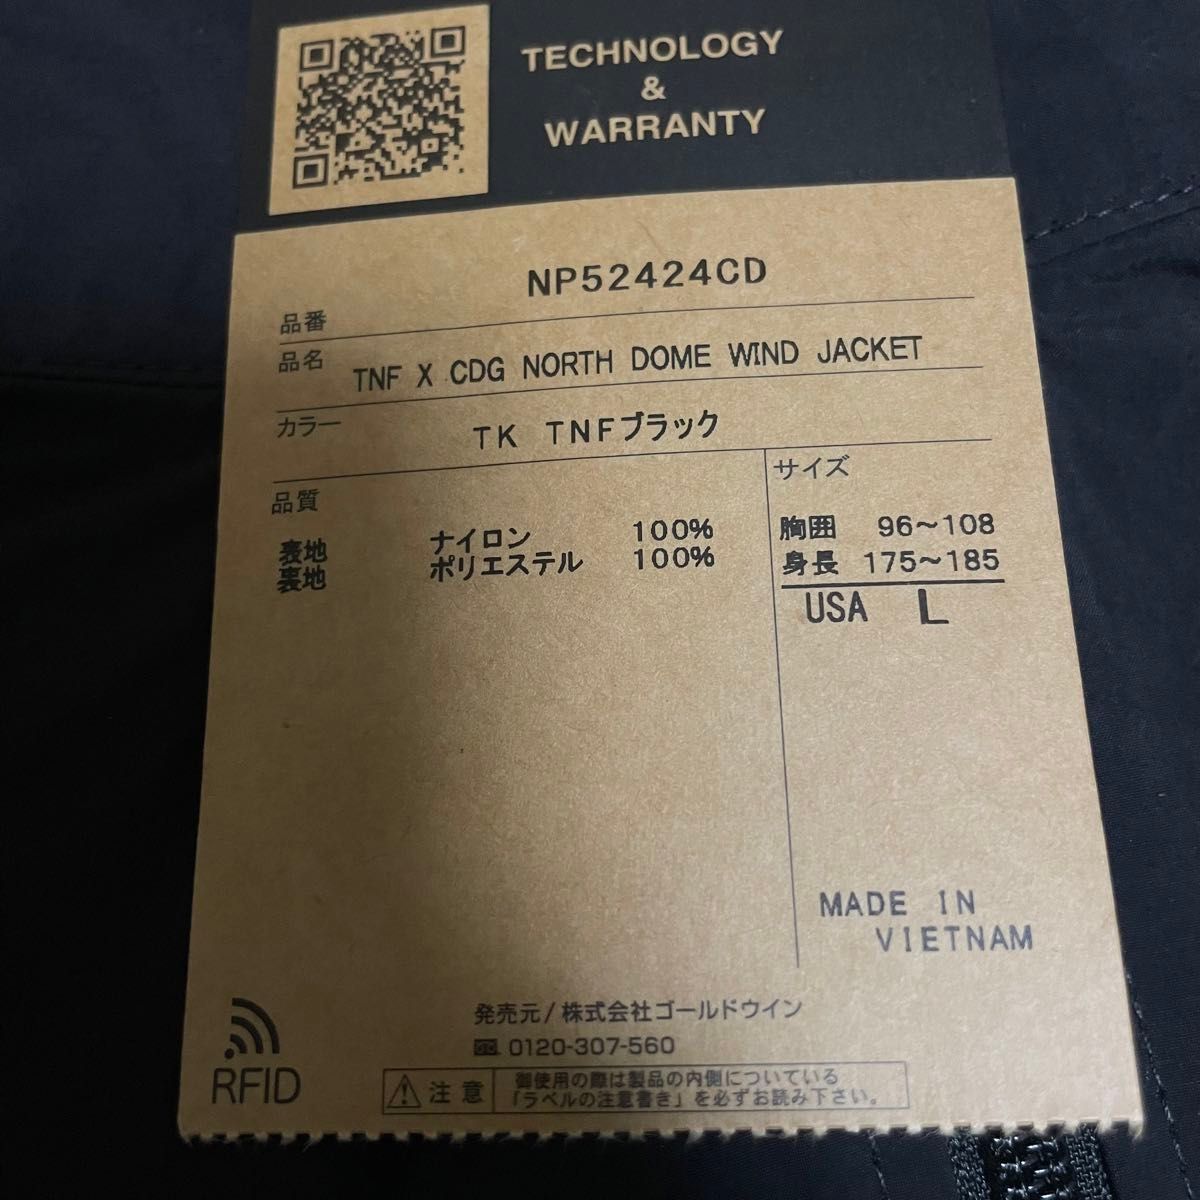 TECHNOLOGY
&
WARRANTY
NP52424CD
品番
品名 TNF X CDG NORTH DOME WIND JACKET
カラー TK TNFブラック
品質
表地 ナイロン 100%
裏地 ポリエステル 100%
サイズ
胸囲 96～108
身長 175～185
USA L
MADE IN
VIETNAM
発売元/株式会社ゴールドウイン
0120-307-560
RFID
注意
御使用の際は製品の内側についている
「ラベルの注意書き」を必ずお読み下さい。